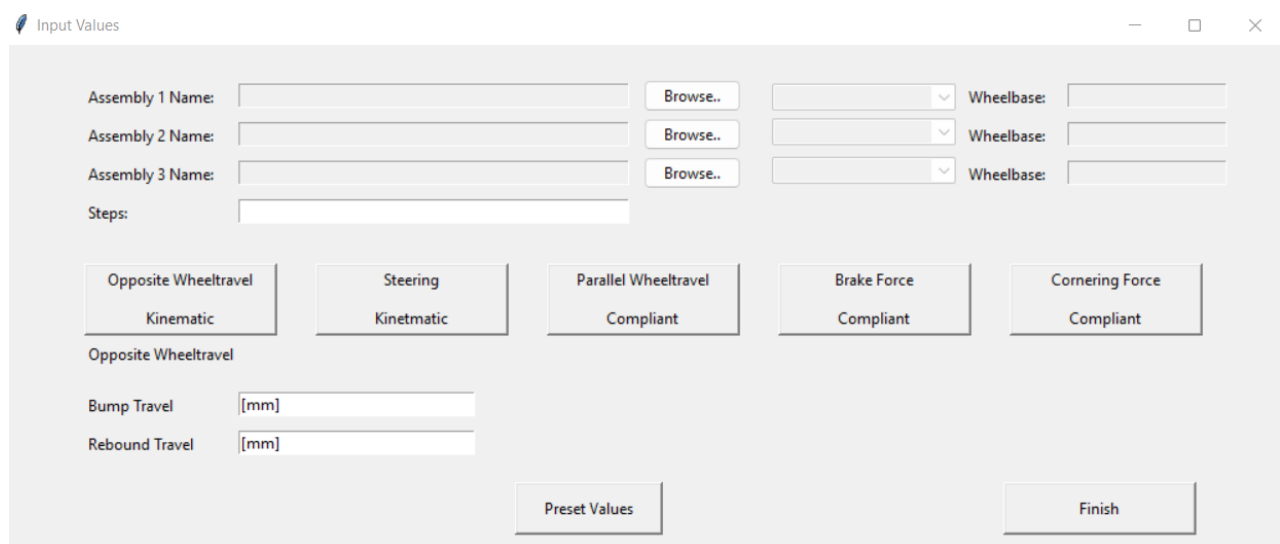 Input Values
Assembly 1 Name: Browse.. Wheelbase:
Assembly 2 Name: Browse.. Wheelbase:
Assembly 3 Name: Browse.. Wheelbase:
Steps:
Opposite Wheeltravel Steering Parallel Wheeltravel Brake Force Cornering Force
Kinematic Kinetmatic Compliant Compliant Compliant
Opposite Wheeltravel
Bump Travel [mm]
Rebound Travel [mm]
Preset Values Finish